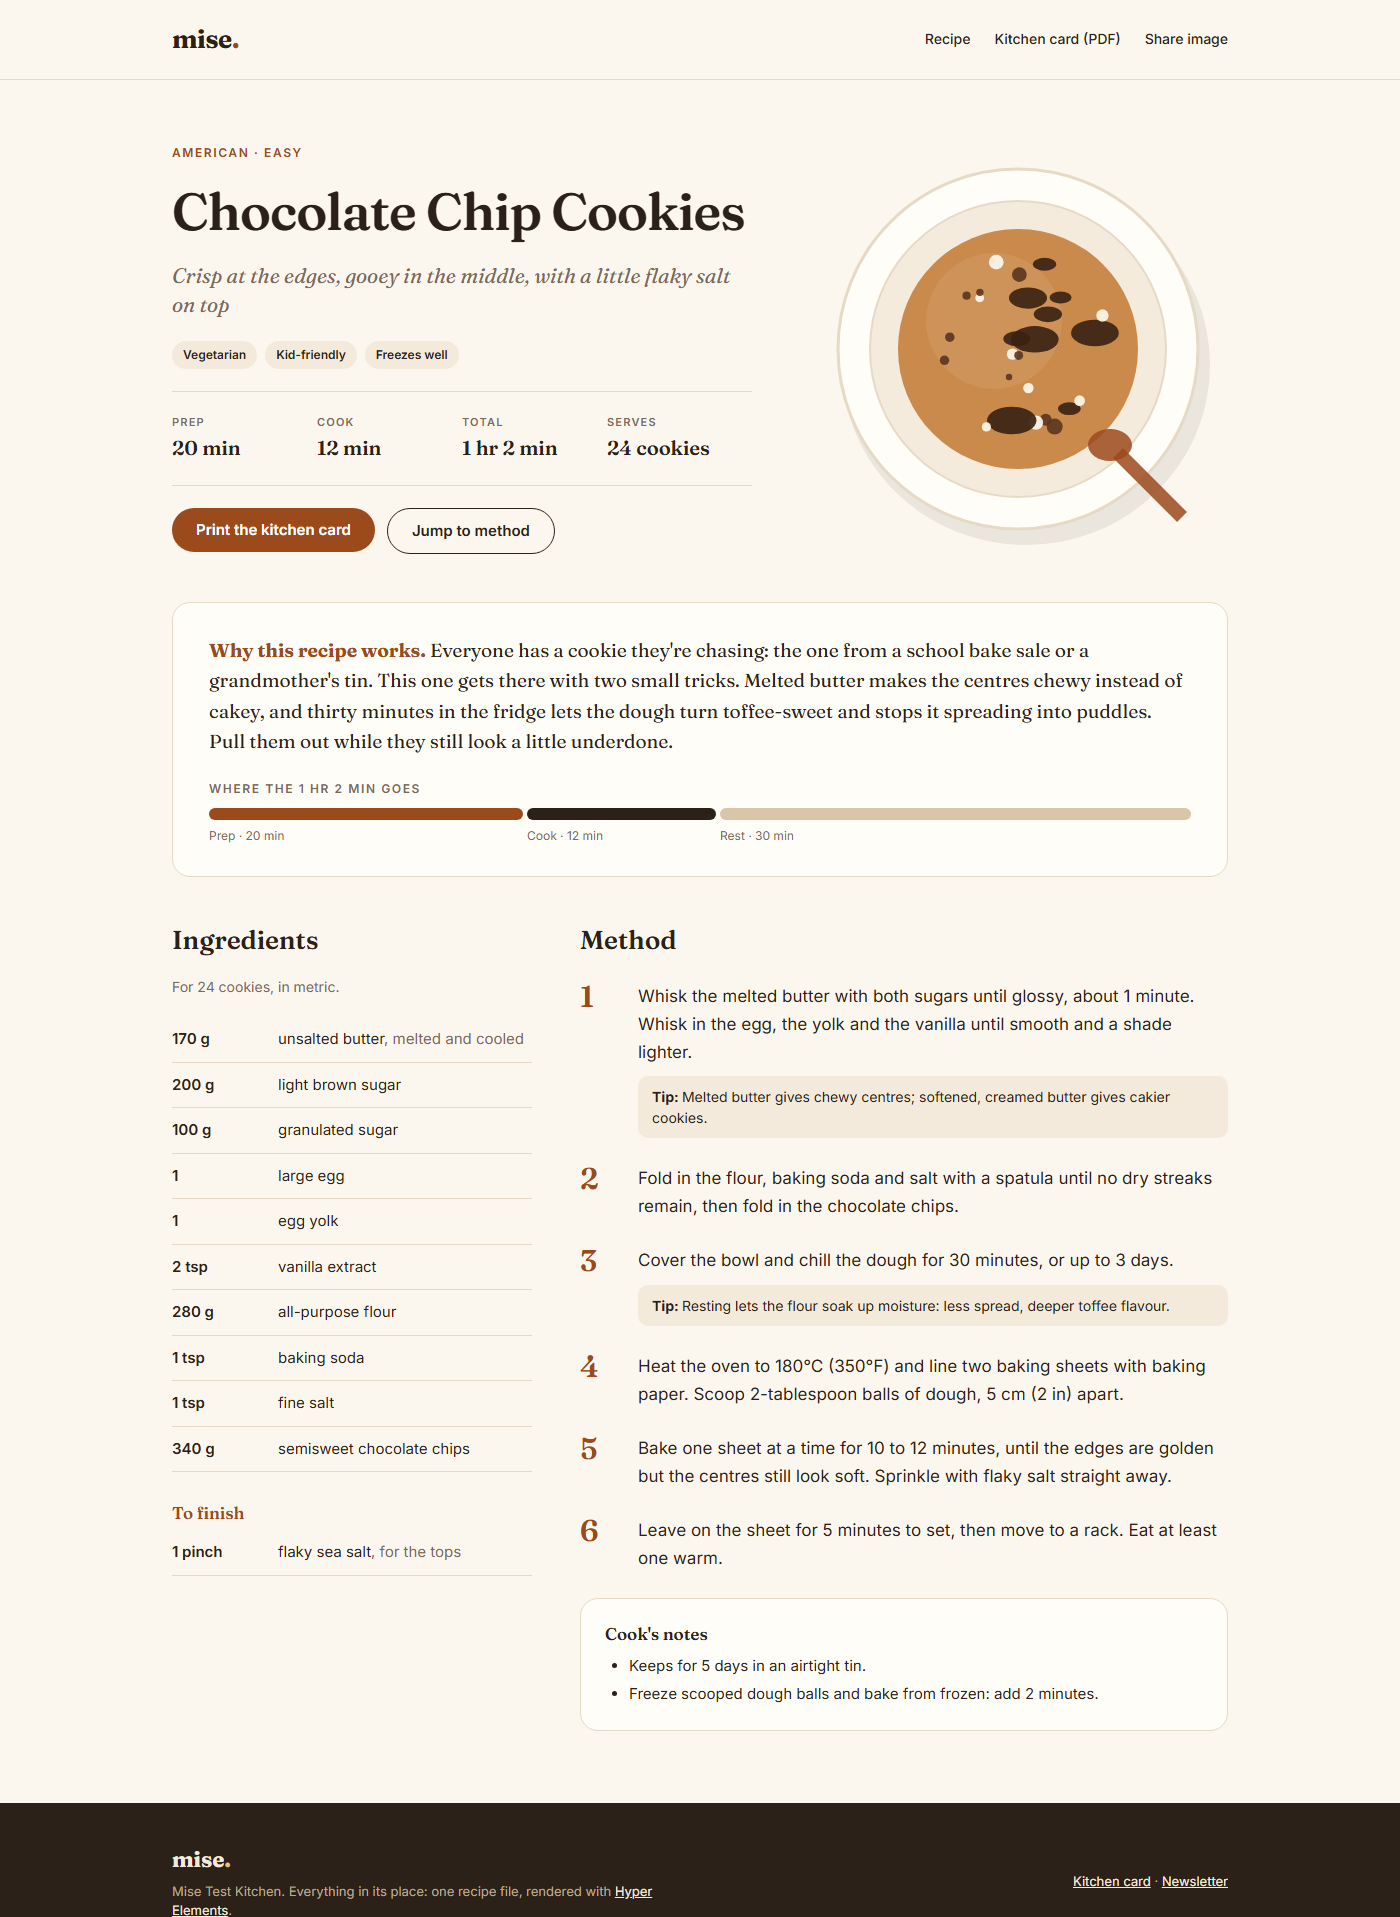 mise.
Recipe Kitchen card (PDF) Share image
AMERICAN · EASY
Chocolate Chip Cookies
Crisp at the edges, gooey in the middle, with a little flaky salt
on top
Vegetarian Kid-friendly Freezes well
PREP COOK TOTAL SERVES
20 min 12 min 1 hr 2 min 24 cookies
Print the kitchen card Jump to method
Why this recipe works. Everyone has a cookie they're chasing: the one from a school bake sale or a
grandmother's tin. This one gets there with two small tricks. Melted butter makes the centres chewy instead of
cakey, and thirty minutes in the fridge lets the dough turn toffee-sweet and stops it spreading into puddles.
Pull them out while they still look a little underdone.
WHERE THE 1 HR 2 MIN GOES
Prep · 20 min Cook · 12 min Rest · 30 min
Ingredients
For 24 cookies, in metric.
170 g unsalted butter, melted and cooled
200 g light brown sugar
100 g granulated sugar
1 large egg
1 egg yolk
2 tsp vanilla extract
280 g all-purpose flour
1 tsp baking soda
1 tsp fine salt
340 g semisweet chocolate chips
To finish
1 pinch flaky sea salt, for the tops
Method
1 Whisk the melted butter with both sugars until glossy, about 1 minute.
Whisk in the egg, the yolk and the vanilla until smooth and a shade
lighter.
Tip: Melted butter gives chewy centres; softened, creamed butter gives cakier
cookies.
2 Fold in the flour, baking soda and salt with a spatula until no dry streaks
remain, then fold in the chocolate chips.
3 Cover the bowl and chill the dough for 30 minutes, or up to 3 days.
Tip: Resting lets the flour soak up moisture: less spread, deeper toffee flavour.
4 Heat the oven to 180°C (350°F) and line two baking sheets with baking
paper. Scoop 2-tablespoon balls of dough, 5 cm (2 in) apart.
5 Bake one sheet at a time for 10 to 12 minutes, until the edges are golden
but the centres still look soft. Sprinkle with flaky salt straight away.
6 Leave on the sheet for 5 minutes to set, then move to a rack. Eat at least
one warm.
Cook's notes
• Keeps for 5 days in an airtight tin.
• Freeze scooped dough balls and bake from frozen: add 2 minutes.
mise.
Mise Test Kitchen. Everything in its place: one recipe file, rendered with Hyper
Elements.
Kitchen card · Newsletter